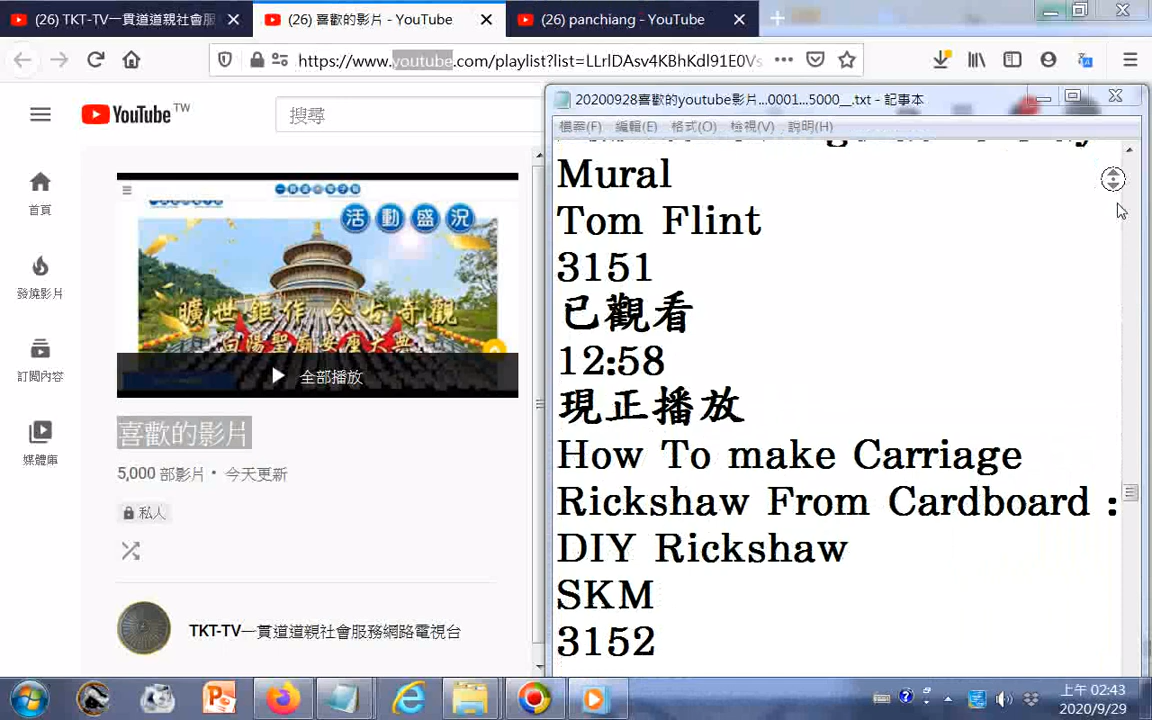 (26) TKT-TV一貫道道親社會服
(26) 喜歡的影片 - YouTube
(26) panchiang - YouTube
https://www.youtube.com/playlist?list=LLrIDAsv4KBhKdl91E0Vs
YouTube TW
搜尋
首頁
發燒影片
訂閱內容
媒體庫
活動盛況
曠世鉅作 今古奇觀
白陽聖廟安座大典
全部播放
喜歡的影片
5,000 部影片 • 今天更新
私人
TKT-TV一貫道道親社會服務網路電視台
20200928喜歡的youtube影片...0001...5000__.txt - 記事本
檔案(F) 編輯(E) 格式(O) 檢視(V) 說明(H)
Mural
Tom Flint
3151
已觀看
12:58
現正播放
How To make Carriage
Rickshaw From Cardboard :
DIY Rickshaw
SKM
3152
上午 02:43
2020/9/29